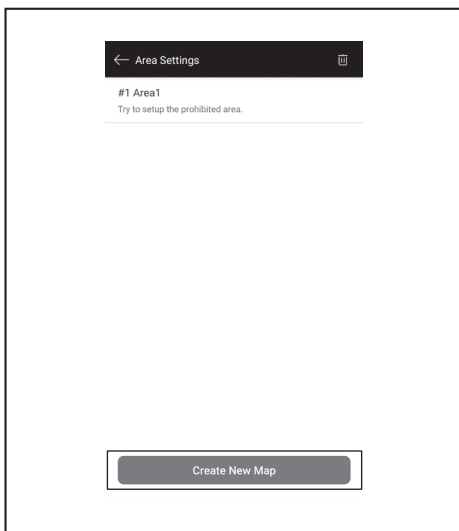 Area Settings
#1 Area1
Try to setup the prohibited area.
Create New Map